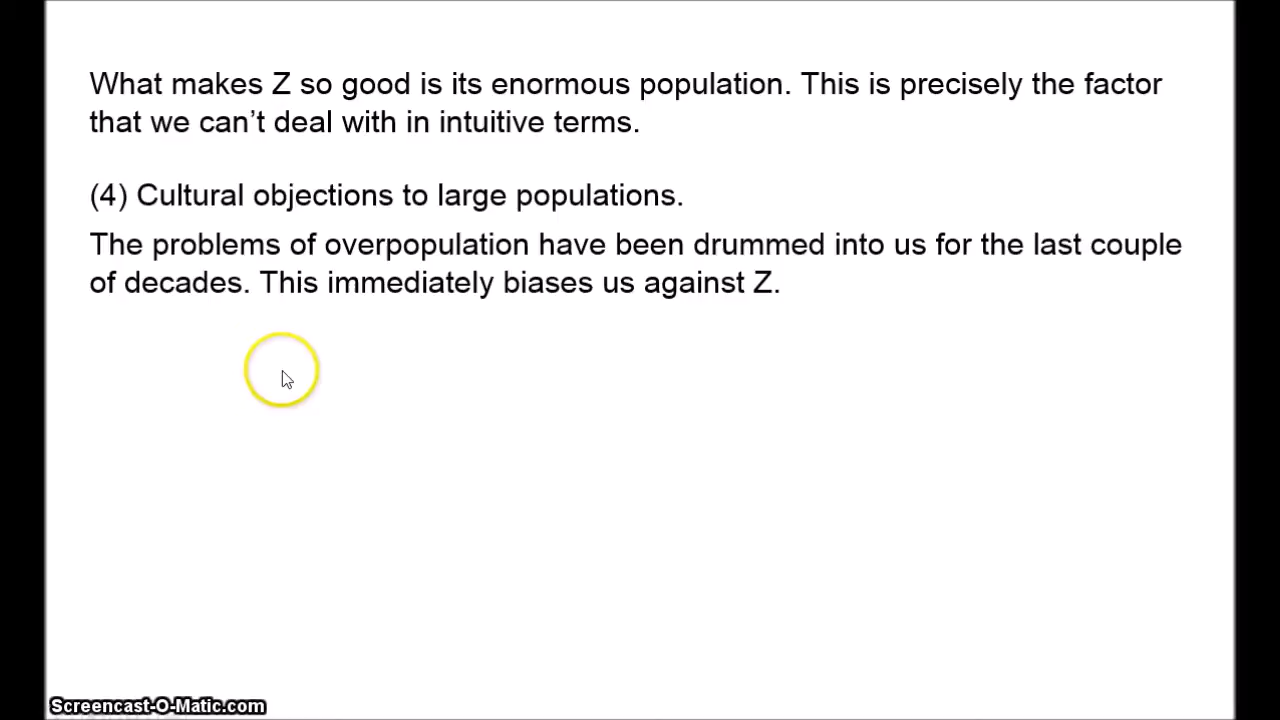 What makes Z so good is its enormous population. This is precisely the factor
that we can't deal with in intuitive terms.
(4) Cultural objections to large populations.
The problems of overpopulation have been drummed into us for the last couple
of decades. This immediately biases us against Z.
Screencast-O-Matic.com